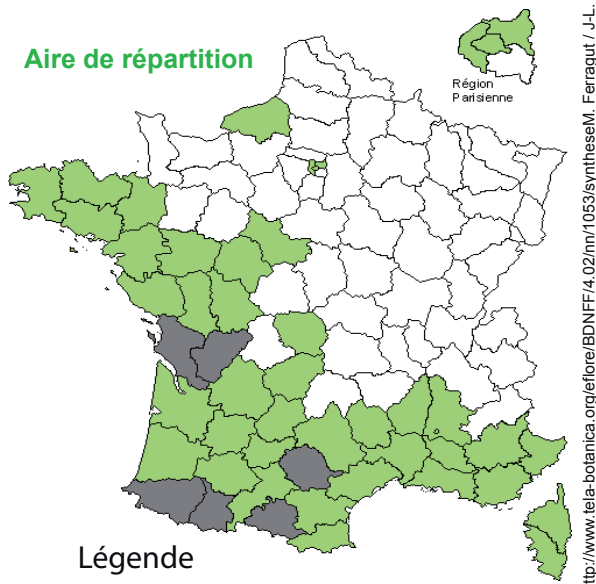 Aire de répartition
Région
Parisienne
Légende
ttp://www.tela-botanica.org/eflore/BDNFF/4.02/nn/1053/syntheseM. Ferragut / J-L.